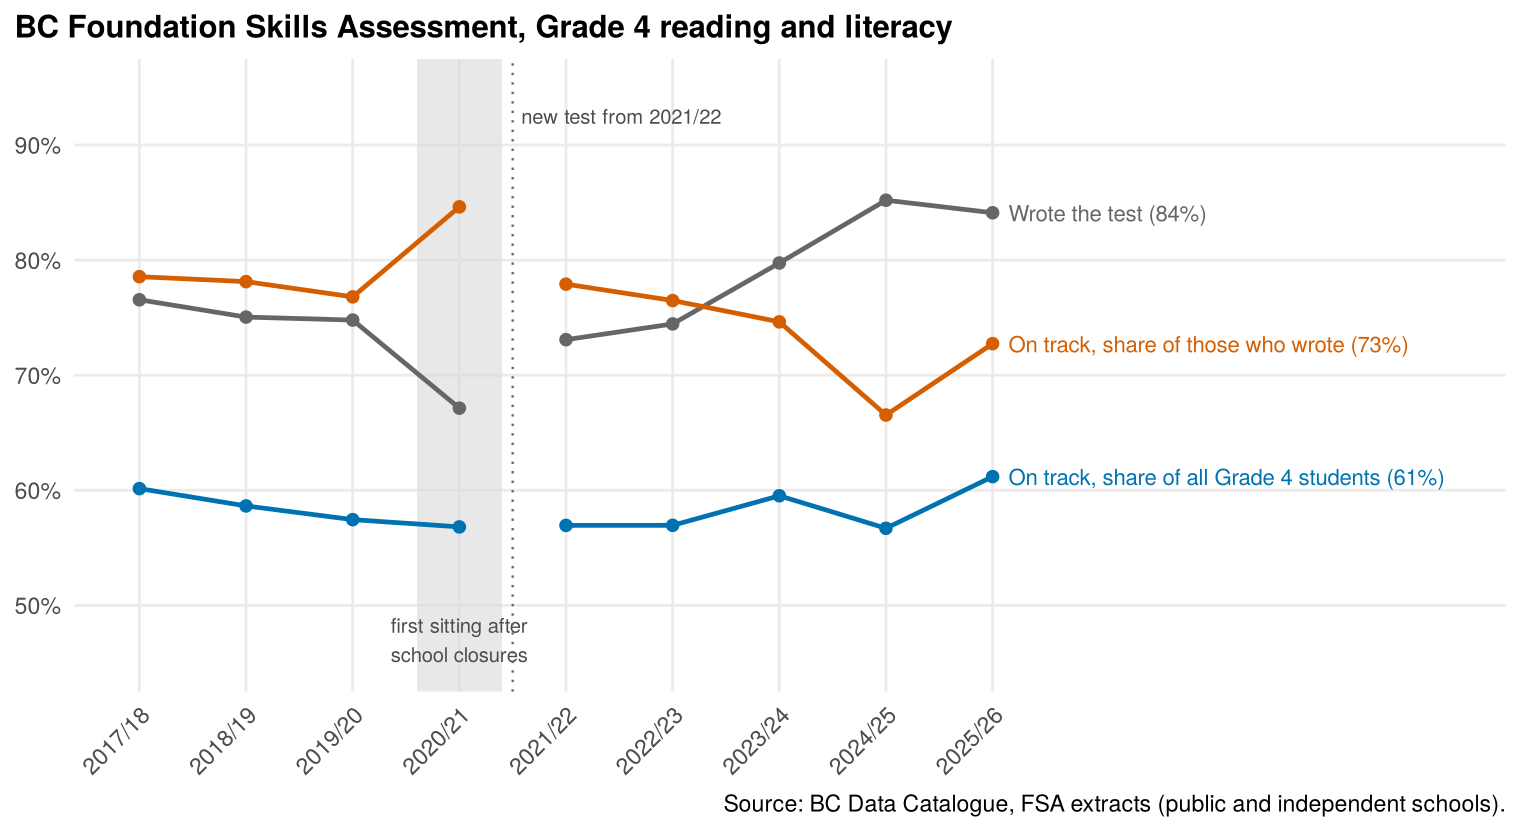 BC Foundation Skills Assessment, Grade 4 reading and literacy
new test from 2021/22
90%
80%
70%
60%
50%
Wrote the test (84%)
On track, share of those who wrote (73%)
On track, share of all Grade 4 students (61%)
first sitting after
school closures
2017/18
2018/19
2019/20
2020/21
2021/22
2022/23
2023/24
2024/25
2025/26
Source: BC Data Catalogue, FSA extracts (public and independent schools).